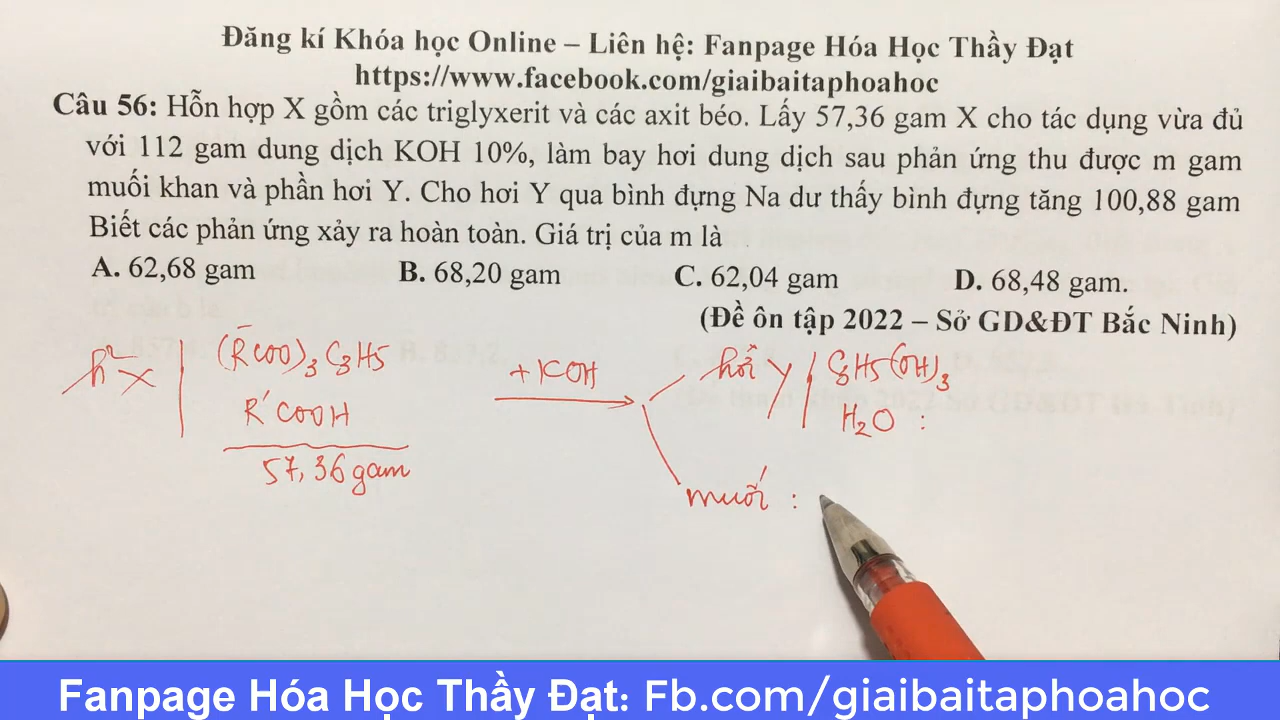 Đăng kí Khóa học Online – Liên hệ: Fanpage Hóa Học Thầy Đạt
https://www.facebook.com/giaibaitaphoahoc
Câu 56: Hỗn hợp X gồm các triglyxerit và các axit béo. Lấy 57,36 gam X cho tác dụng vừa đủ
với 112 gam dung dịch KOH 10%, làm bay hơi dung dịch sau phản ứng thu được m gam
muối khan và phần hơi Y. Cho hơi Y qua bình đựng Na dư thấy bình đựng tăng 100,88 gam
Biết các phản ứng xảy ra hoàn toàn. Giá trị của m là
A. 62,68 gam B. 68,20 gam C. 62,04 gam D. 68,48 gam.
(Đề ôn tập 2022 – Sở GD&ĐT Bắc Ninh)
h² X (R̄COO)₃C₃H₅ +KOH hơi Y C₃H₅(OH)₃
R'COOH H₂O :
57,36 gam
muối :
Fanpage Hóa Học Thầy Đạt: Fb.com/giaibaitaphoahoc